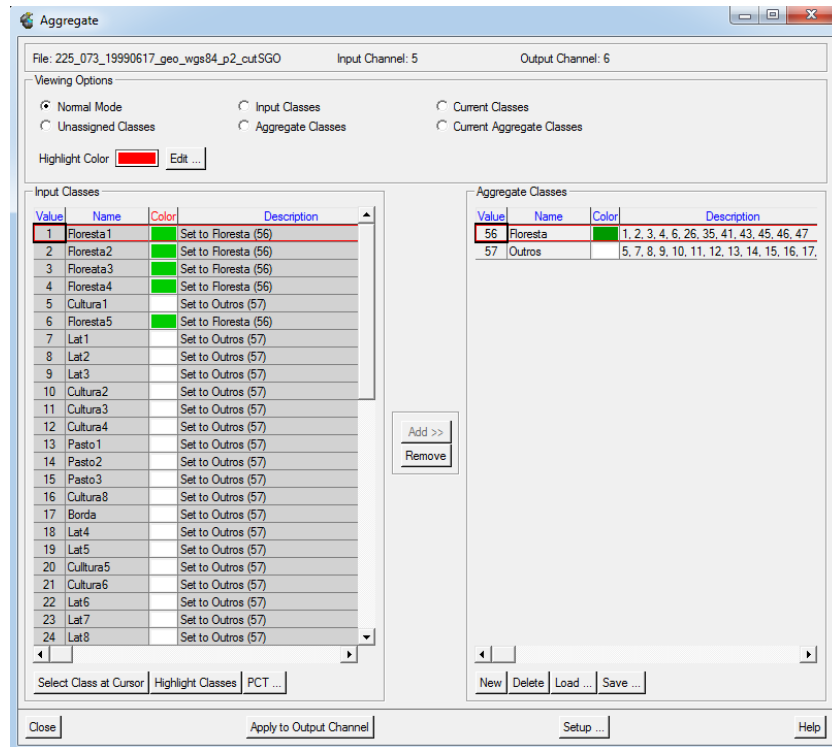 Aggregate
File: 225_073_19990617_geo_wgs84_p2_cutSGO Input Channel: 5 Output Channel: 6
Viewing Options
Normal Mode Input Classes Current Classes
Unassigned Classes Aggregate Classes Current Aggregate Classes
Highlight Color Edit ...
Input Classes
Value Name Color Description
1 Floresta1 Set to Floresta (56)
2 Floresta2 Set to Floresta (56)
3 Floreata3 Set to Floresta (56)
4 Floresta4 Set to Floresta (56)
5 Cultura1 Set to Outros (57)
6 Floresta5 Set to Floresta (56)
7 Lat1 Set to Outros (57)
8 Lat2 Set to Outros (57)
9 Lat3 Set to Outros (57)
10 Cultura2 Set to Outros (57)
11 Cultura3 Set to Outros (57)
12 Cultura4 Set to Outros (57)
13 Pasto1 Set to Outros (57)
14 Pasto2 Set to Outros (57)
15 Pasto3 Set to Outros (57)
16 Cultura8 Set to Outros (57)
17 Borda Set to Outros (57)
18 Lat4 Set to Outros (57)
19 Lat5 Set to Outros (57)
20 Culltura5 Set to Outros (57)
21 Cultura6 Set to Outros (57)
22 Lat6 Set to Outros (57)
23 Lat7 Set to Outros (57)
24 Lat8 Set to Outros (57)
Select Class at Cursor Highlight Classes PCT ...
Add >>
Remove
Aggregate Classes
Value Name Color Description
56 Floresta 1, 2, 3, 4, 6, 26, 35, 41, 43, 45, 46, 47
57 Outros 5, 7, 8, 9, 10, 11, 12, 13, 14, 15, 16, 17,
New Delete Load ... Save ...
Close Apply to Output Channel Setup ... Help